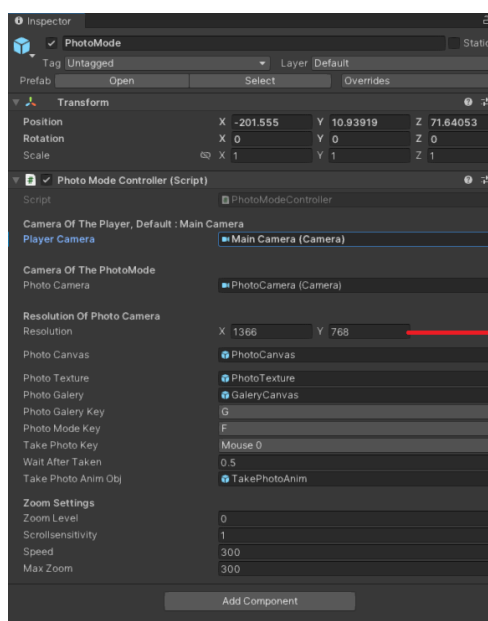 Inspector
PhotoMode Static
Tag Untagged Layer Default
Prefab Open Select Overrides
Transform
Position X -201.555 Y 10.93919 Z 71.64053
Rotation X 0 Y 0 Z 0
Scale X 1 Y 1 Z 1
Photo Mode Controller (Script)
Script PhotoModeController
Camera Of The Player, Default : Main Camera
Player Camera Main Camera (Camera)
Camera Of The PhotoMode
Photo Camera PhotoCamera (Camera)
Resolution Of Photo Camera
Resolution X 1366 Y 768
Photo Canvas PhotoCanvas
Photo Texture PhotoTexture
Photo Galery GaleryCanvas
Photo Galery Key G
Photo Mode Key F
Take Photo Key Mouse 0
Wait After Taken 0.5
Take Photo Anim Obj TakePhotoAnim
Zoom Settings
Zoom Level 0
Scrollsensitivity 1
Speed 300
Max Zoom 300
Add Component